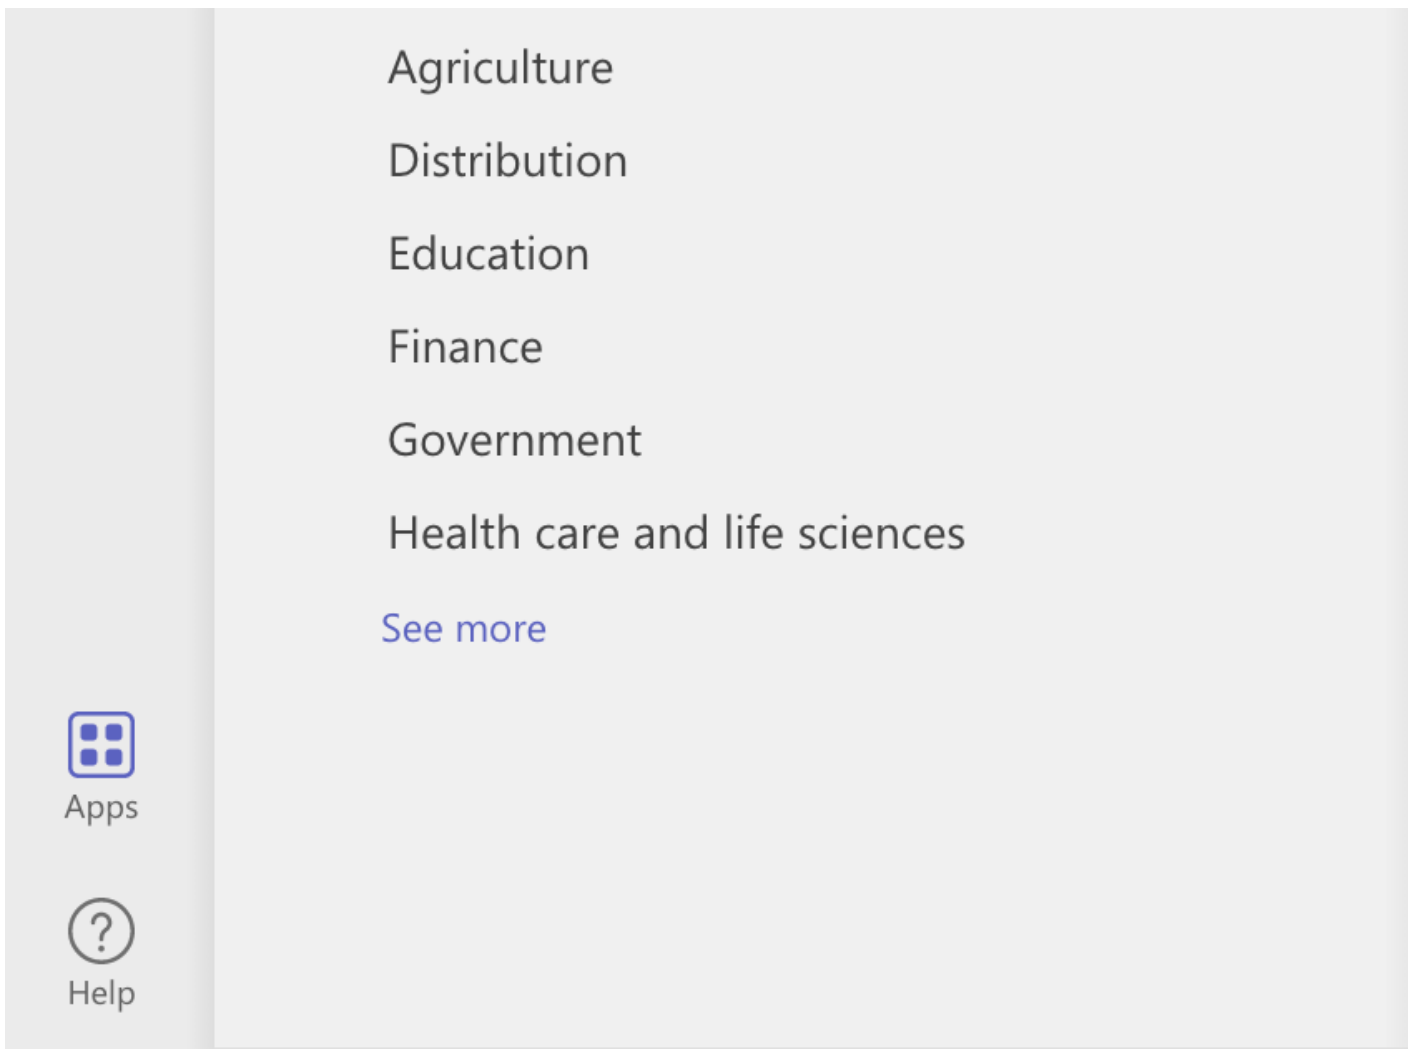 Agriculture
Distribution
Education
Finance
Government
Health care and life sciences
See more
Apps
Help